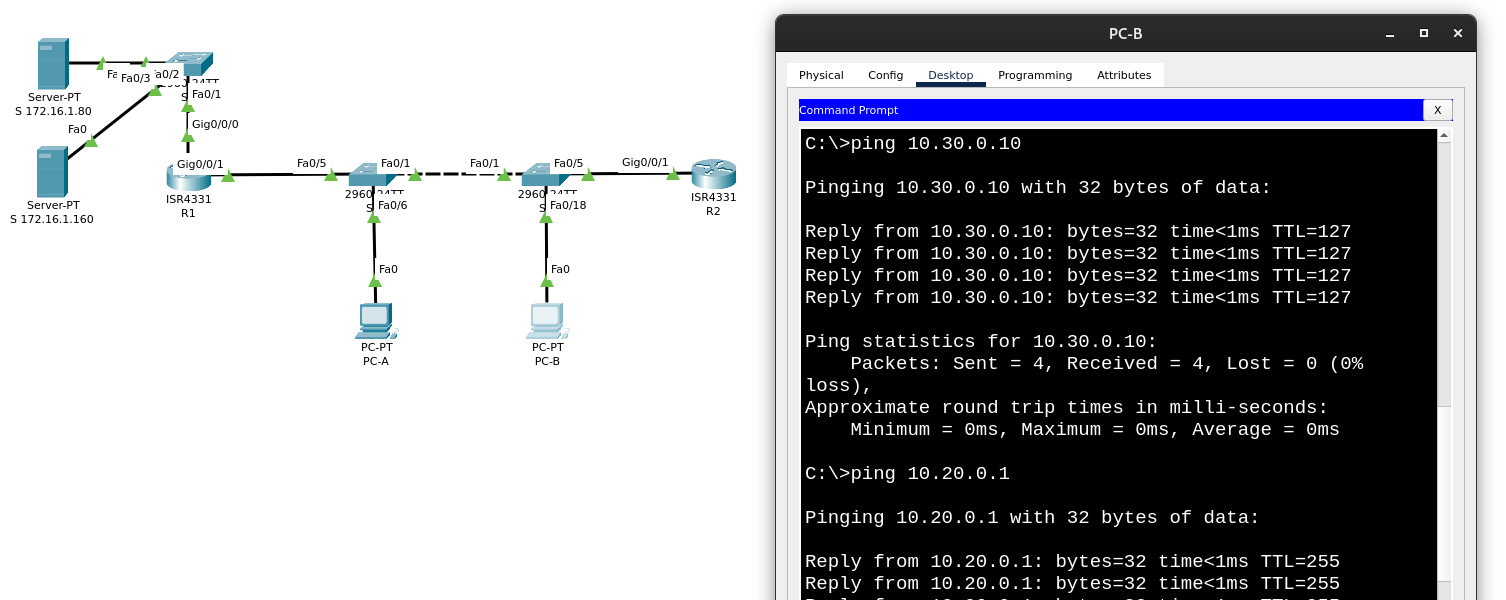 Fa0/3
a0/2
Fa0/1
Server-PT
S 172.16.1.80
Fa0
Gig0/0/0
Gig0/0/1
Server-PT
S 172.16.1.160
ISR4331
R1
Fa0/5
Fa0/1
Fa0/6
Fa0
PC-PT
PC-A
Fa0/1
Fa0/5
2960
Fa0/18
Fa0
PC-PT
PC-B
Gig0/0/1
ISR4331
R2
PC-B
Physical Config Desktop Programming Attributes
Command Prompt X
C:\>ping 10.30.0.10
Pinging 10.30.0.10 with 32 bytes of data:
Reply from 10.30.0.10: bytes=32 time<1ms TTL=127
Reply from 10.30.0.10: bytes=32 time<1ms TTL=127
Reply from 10.30.0.10: bytes=32 time<1ms TTL=127
Reply from 10.30.0.10: bytes=32 time<1ms TTL=127
Ping statistics for 10.30.0.10:
Packets: Sent = 4, Received = 4, Lost = 0 (0%
loss),
Approximate round trip times in milli-seconds:
Minimum = 0ms, Maximum = 0ms, Average = 0ms
C:\>ping 10.20.0.1
Pinging 10.20.0.1 with 32 bytes of data:
Reply from 10.20.0.1: bytes=32 time<1ms TTL=255
Reply from 10.20.0.1: bytes=32 time<1ms TTL=255